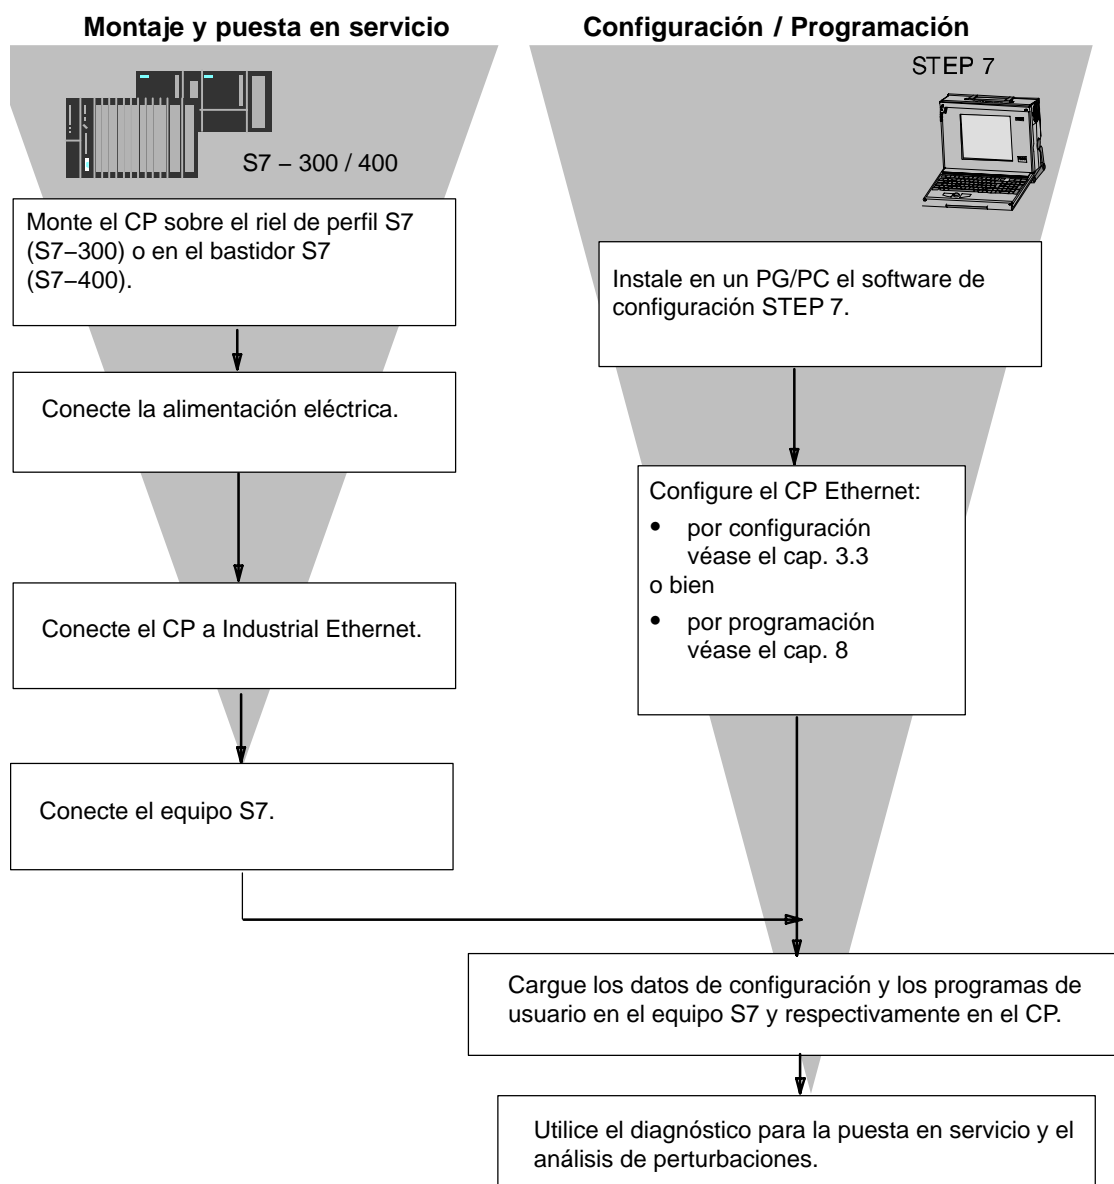 Montaje y puesta en servicio
S7 – 300 / 400
Monte el CP sobre el riel de perfil S7
(S7–300) o en el bastidor S7
(S7–400).
Conecte la alimentación eléctrica.
Conecte el CP a Industrial Ethernet.
Conecte el equipo S7.
Configuración / Programación
STEP 7
Instale en un PG/PC el software de
configuración STEP 7.
Configure el CP Ethernet:
• por configuración
véase el cap. 3.3
o bien
• por programación
véase el cap. 8
Cargue los datos de configuración y los programas de
usuario en el equipo S7 y respectivamente en el CP.
Utilice el diagnóstico para la puesta en servicio y el
análisis de perturbaciones.